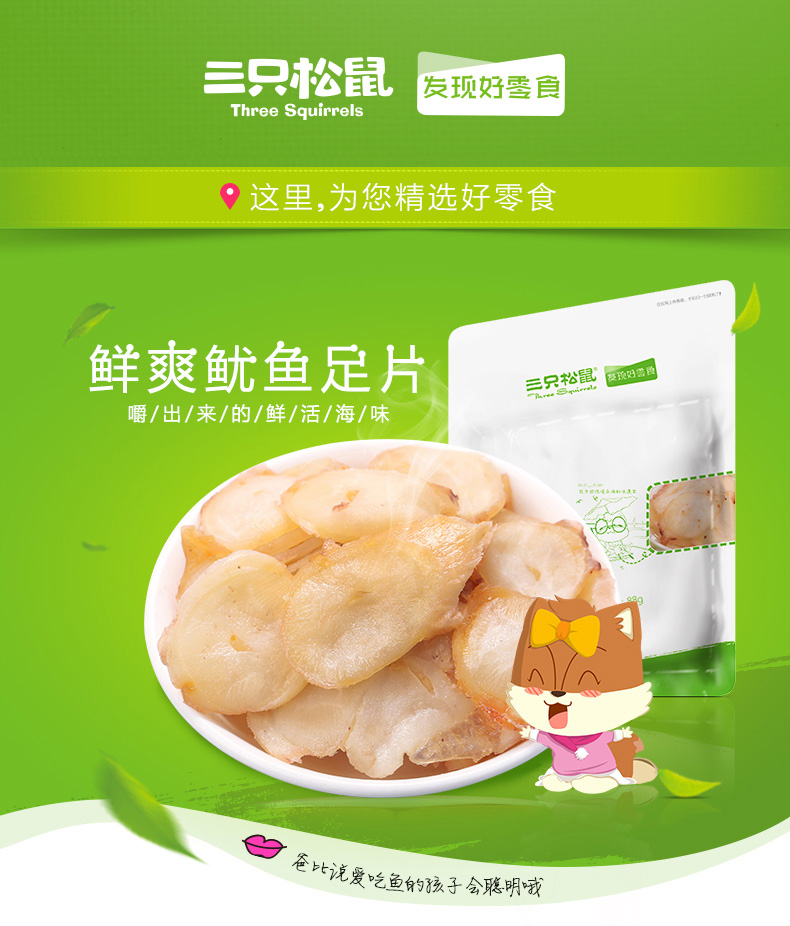 三只松鼠
Three Squirrels
发现好零食
这里,为您精选好零食
鲜爽鱿鱼足片
嚼/出/来/的/鲜/活/海/味
三只松鼠
Three Squirrels
发现好零食
爸比说爱吃鱼的孩子会聪明哦